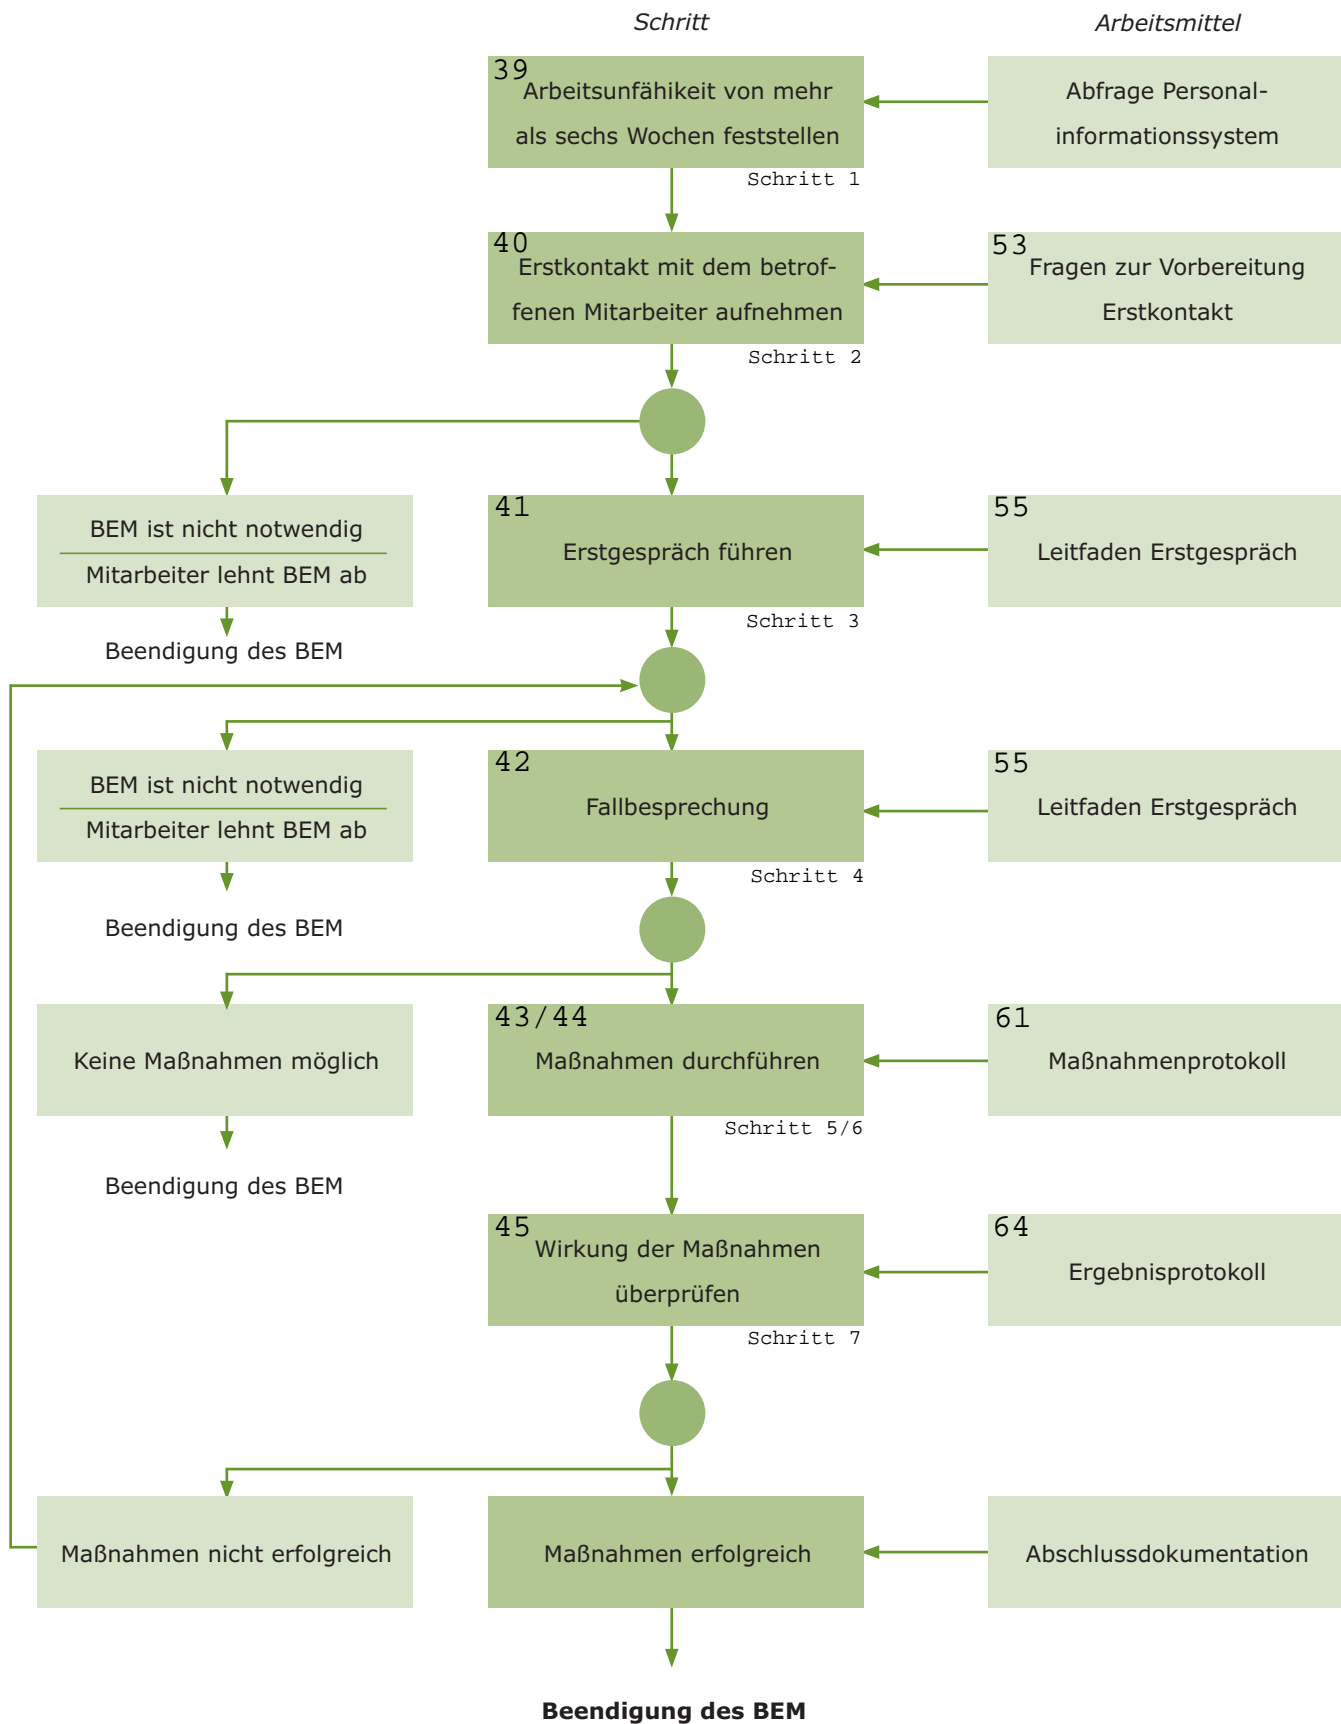 Schritt
Arbeitsmittel
39
Arbeitsunfähikeit von mehr
als sechs Wochen feststellen
Schritt 1
Abfrage Personal-
informationssystem
40
Erstkontakt mit dem betrof-
fenen Mitarbeiter aufnehmen
Schritt 2
53
Fragen zur Vorbereitung
Erstkontakt
BEM ist nicht notwendig
Mitarbeiter lehnt BEM ab
Beendigung des BEM
41
Erstgespräch führen
Schritt 3
55
Leitfaden Erstgespräch
BEM ist nicht notwendig
Mitarbeiter lehnt BEM ab
Beendigung des BEM
42
Fallbesprechung
Schritt 4
55
Leitfaden Erstgespräch
Keine Maßnahmen möglich
Beendigung des BEM
43/44
Maßnahmen durchführen
Schritt 5/6
61
Maßnahmenprotokoll
45
Wirkung der Maßnahmen
überprüfen
Schritt 7
64
Ergebnisprotokoll
Maßnahmen nicht erfolgreich
Maßnahmen erfolgreich
Abschlussdokumentation
Beendigung des BEM